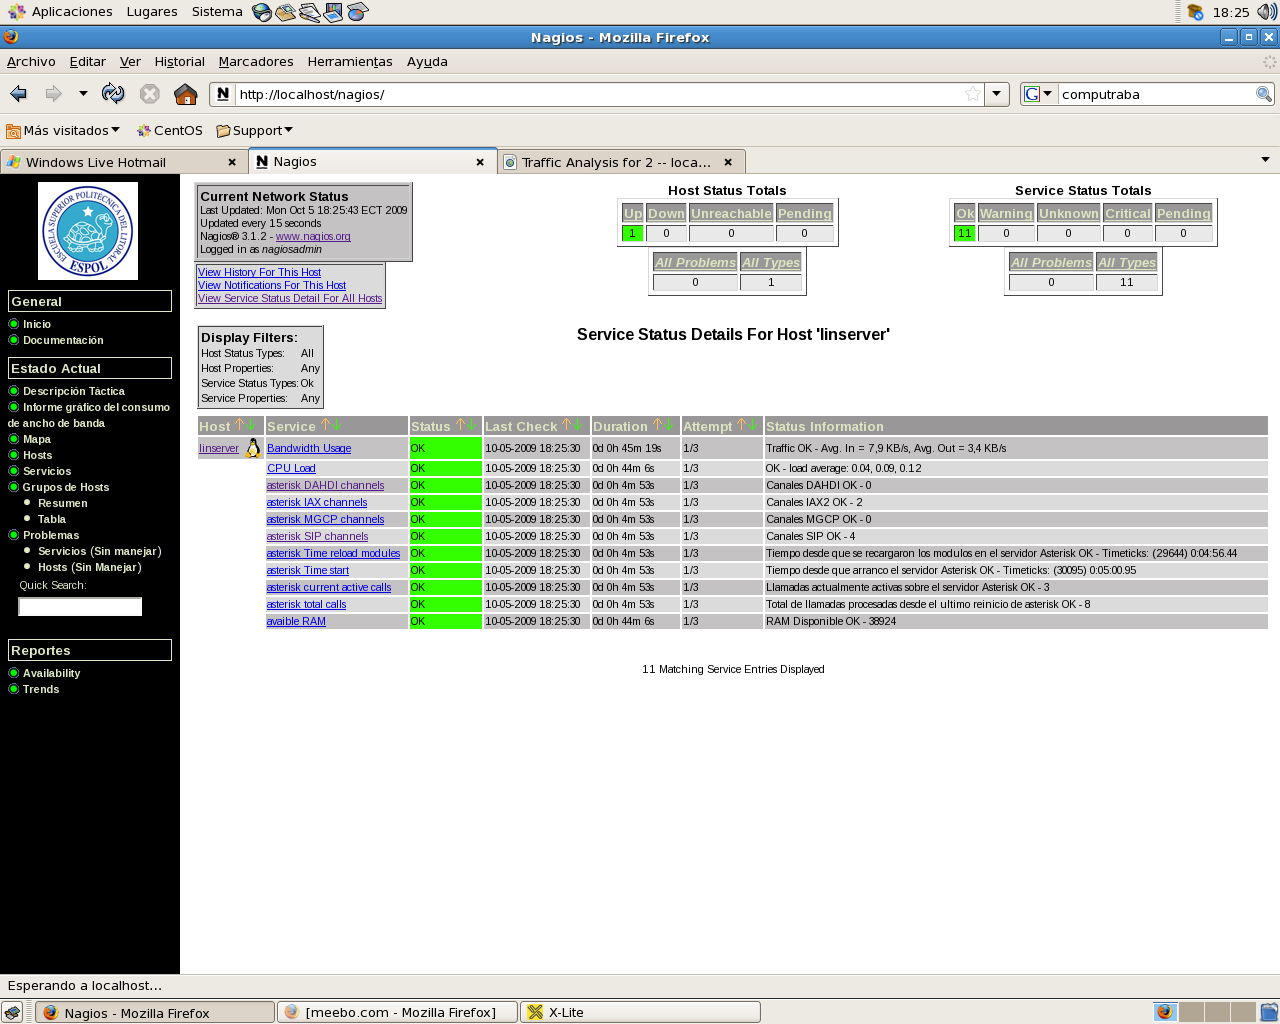 Aplicaciones Lugares Sistema 18:25
Nagios - Mozilla Firefox
Archivo Editar Ver Historial Marcadores Herramientas Ayuda
N http://localhost/nagios/ G computraba
Más visitados CentOS Support
Windows Live Hotmail N Nagios Traffic Analysis for 2 -- loca...
ESCUELA SUPERIOR POLITÉCNICA DEL LITORAL
ESPOL
General
Inicio
Documentación
Estado Actual
Descripción Táctica
Informe gráfico del consumo
de ancho de banda
Mapa
Hosts
Servicios
Grupos de Hosts
Resumen
Tabla
Problemas
Servicios (Sin manejar)
Hosts (Sin Manejar)
Quick Search:
Reportes
Availability
Trends
Current Network Status
Last Updated: Mon Oct 5 18:25:43 ECT 2009
Updated every 15 seconds
Nagios® 3.1.2 - www.nagios.org
Logged in as nagiosadmin
View History For This Host
View Notifications For This Host
View Service Status Detail For All Hosts
Host Status Totals
Up Down Unreachable Pending
1 0 0 0
All Problems All Types
0 1
Service Status Totals
Ok Warning Unknown Critical Pending
11 0 0 0 0
All Problems All Types
0 11
Display Filters:
Host Status Types: All
Host Properties: Any
Service Status Types: Ok
Service Properties: Any
Service Status Details For Host 'linserver'
Host Service Status Last Check Duration Attempt Status Information
linserver Bandwidth Usage OK 10-05-2009 18:25:30 0d 0h 45m 19s 1/3 Traffic OK - Avg. In = 7,9 KB/s, Avg. Out = 3,4 KB/s
CPU Load OK 10-05-2009 18:25:30 0d 0h 44m 6s 1/3 OK - load average: 0.04, 0.09, 0.12
asterisk DAHDI channels OK 10-05-2009 18:25:30 0d 0h 4m 53s 1/3 Canales DAHDI OK - 0
asterisk IAX channels OK 10-05-2009 18:25:30 0d 0h 4m 53s 1/3 Canales IAX2 OK - 2
asterisk MGCP channels OK 10-05-2009 18:25:30 0d 0h 4m 53s 1/3 Canales MGCP OK - 0
asterisk SIP channels OK 10-05-2009 18:25:30 0d 0h 4m 53s 1/3 Canales SIP OK - 4
asterisk Time reload modules OK 10-05-2009 18:25:30 0d 0h 4m 53s 1/3 Tiempo desde que se recargaron los modulos en el servidor Asterisk OK - Timeticks: (29644) 0:04:56.44
asterisk Time start OK 10-05-2009 18:25:30 0d 0h 4m 53s 1/3 Tiempo desde que arranco el servidor Asterisk OK - Timeticks: (30095) 0:05:00.95
asterisk current active calls OK 10-05-2009 18:25:30 0d 0h 4m 53s 1/3 Llamadas actualmente activas sobre el servidor Asterisk OK - 3
asterisk total calls OK 10-05-2009 18:25:30 0d 0h 4m 53s 1/3 Total de llamadas procesadas desde el ultimo reinicio de asterisk OK - 8
avaible RAM OK 10-05-2009 18:25:30 0d 0h 44m 6s 1/3 RAM Disponible OK - 38924
11 Matching Service Entries Displayed
Esperando a localhost...
Nagios - Mozilla Firefox [meebo.com - Mozilla Firefox] X-Lite